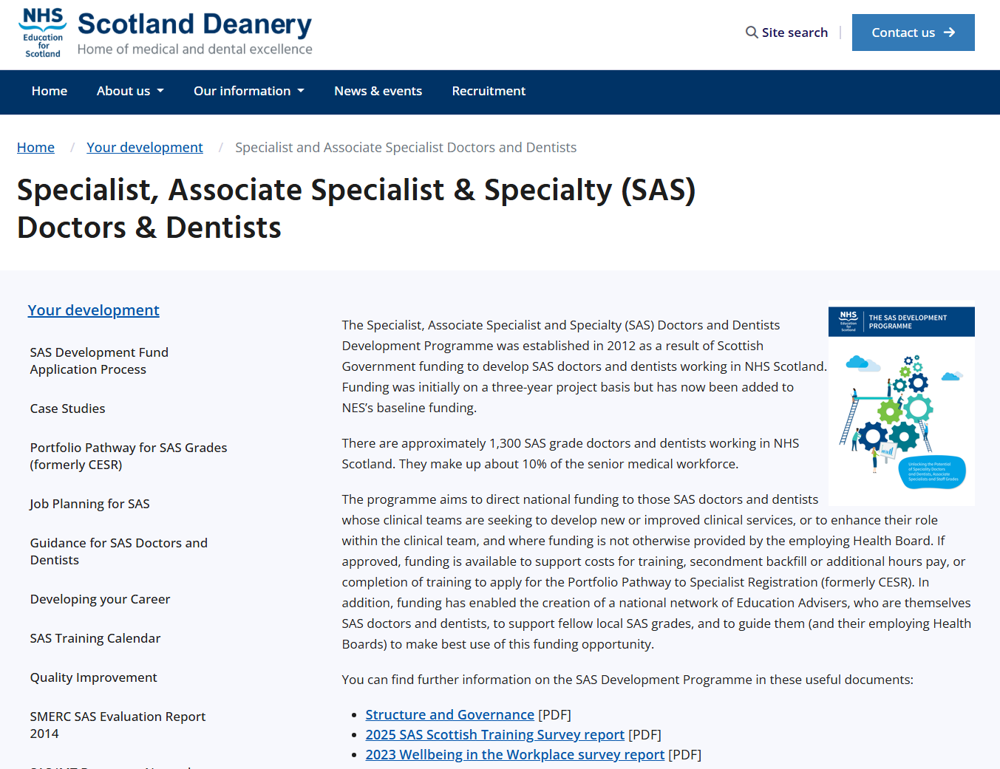 NHS
Education
for
Scotland
Scotland Deanery
Home of medical and dental excellence
Site search
Contact us
Home
About us
Our information
News & events
Recruitment
Home / Your development / Specialist and Associate Specialist Doctors and Dentists
Specialist, Associate Specialist & Specialty (SAS)
Doctors & Dentists
Your development
SAS Development Fund
Application Process
Case Studies
Portfolio Pathway for SAS Grades
(formerly CESR)
Job Planning for SAS
Guidance for SAS Doctors and
Dentists
Developing your Career
SAS Training Calendar
Quality Improvement
SMERC SAS Evaluation Report
2014
The Specialist, Associate Specialist and Specialty (SAS) Doctors and Dentists
Development Programme was established in 2012 as a result of Scottish
Government funding to develop SAS doctors and dentists working in NHS Scotland.
Funding was initially on a three-year project basis but has now been added to
NES’s baseline funding.
There are approximately 1,300 SAS grade doctors and dentists working in NHS
Scotland. They make up about 10% of the senior medical workforce.
The programme aims to direct national funding to those SAS doctors and dentists
whose clinical teams are seeking to develop new or improved clinical services, or to enhance their role
within the clinical team, and where funding is not otherwise provided by the employing Health Board. If
approved, funding is available to support costs for training, secondment backfill or additional hours pay, or
completion of training to apply for the Portfolio Pathway to Specialist Registration (formerly CESR). In
addition, funding has enabled the creation of a national network of Education Advisers, who are themselves
SAS doctors and dentists, to support fellow local SAS grades, and to guide them (and their employing Health
Boards) to make best use of this funding opportunity.
You can find further information on the SAS Development Programme in these useful documents:
Structure and Governance [PDF]
2025 SAS Scottish Training Survey report [PDF]
2023 Wellbeing in the Workplace survey report [PDF]
NHS
Education
for
Scotland
THE SAS DEVELOPMENT
PROGRAMME
Unlocking the Potential
of Speciality Doctors
and Dentists, Associate
Specialists and Staff Grades